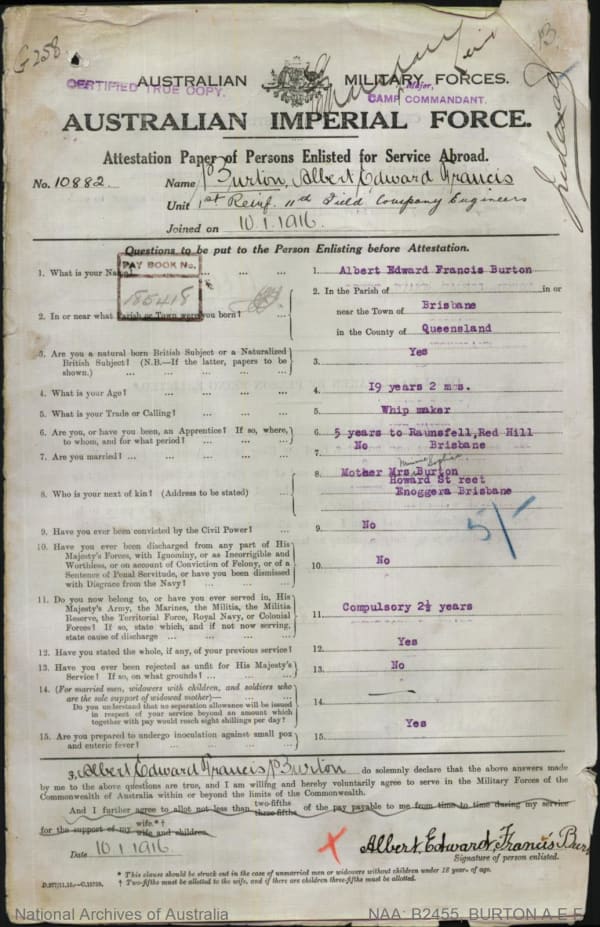 G258
13
CERTIFIED TRUE COPY.
AUSTRALIAN MILITARY FORCES.
Major,
CAMP COMMANDANT.
AUSTRALIAN IMPERIAL FORCE.
Attestation Paper of Persons Enlisted for Service Abroad.
No. 10882. Name Burton, Albert Edward Francis
Unit 1st Reinf. 11d Field Company Engineers
Joined on 10.1.1916.
Questions to be put to the Person Enlisting before Attestation.
PAY BOOK No.
1. What is your Name? ... ... ... 1. Albert Edward Francis Burton
2. In the Parish of in or
2. In or near what Parish or Town were you born? ... near the Town of Brisbane
in the County of Queensland
3. Are you a natural born British Subject or a Naturalized
British Subject? (N.B.—If the latter, papers to be
shown.) ... ... ... ... 3. Yes
4. What is your Age? ... ... ... ... 4. 19 years 2 mos.
5. What is your Trade or Calling? ... ... ... 5. Whip maker
6. Are you, or have you been, an Apprentice? If so, where,
to whom, and for what period? ... ... ... 6. 5 years to Raunsfell,Red Hill
7. Are you married? ... ... ... ... No Brisbane
8. Who is your next of kin? (Address to be stated) ... 8. Mother Mrs Burton
Howard St reet
Enoggera Brisbane
5/-
9. Have you ever been convicted by the Civil Power? ... 9. No
10. Have you ever been discharged from any part of His
Majesty's Forces, with Ignominy, or as Incorrigible and
Worthless, or on account of Conviction of Felony, or of a
Sentence of Penal Servitude, or have you been dismissed
with Disgrace from the Navy? ... ... ... 10. No
11. Do you now belong to, or have you ever served in, His
Majesty's Army, the Marines, the Militia, the Militia
Reserve, the Territorial Force, Royal Navy, or Colonial
Forces? If so, state which, and if not now serving,
state cause of discharge ... ... ... ... 11. Compulsory 2½ years
12. Have you stated the whole, if any, of your previous service? 12. Yes
13. Have you ever been rejected as unfit for His Majesty's
Service? If so, on what grounds? ... ... ... 13. No
14. (For married men, widowers with children, and soldiers who
are the sole support of widowed mother)—
Do you understand that no separation allowance will be issued
in respect of your service beyond an amount which
together with pay would reach eight shillings per day? 14. —
15. Are you prepared to undergo inoculation against small pox
and enteric fever? ... ... ... ... 15. Yes
I, Albert Edward Francis Burton do solemnly declare that the above answers made
by me to the above questions are true, and I am willing and hereby voluntarily agree to serve in the Military Forces of the
Commonwealth of Australia within or beyond the limits of the Commonwealth.
And I further agree to allot not less than two-fifths three-fifths of the pay payable to me from time to time during my service
for the support of my wife.*† wife and children.
Date 10.1.1916.
Albert Edward Francis Bur
Signature of person enlisted.
* This clause should be struck out in the case of unmarried men or widowers without children under 18 years of age.
† Two-fifths must be allotted to the wife, and if there are children three-fifths must be allotted.
National Archives of Australia
NAA: B2455, BURTON A E F